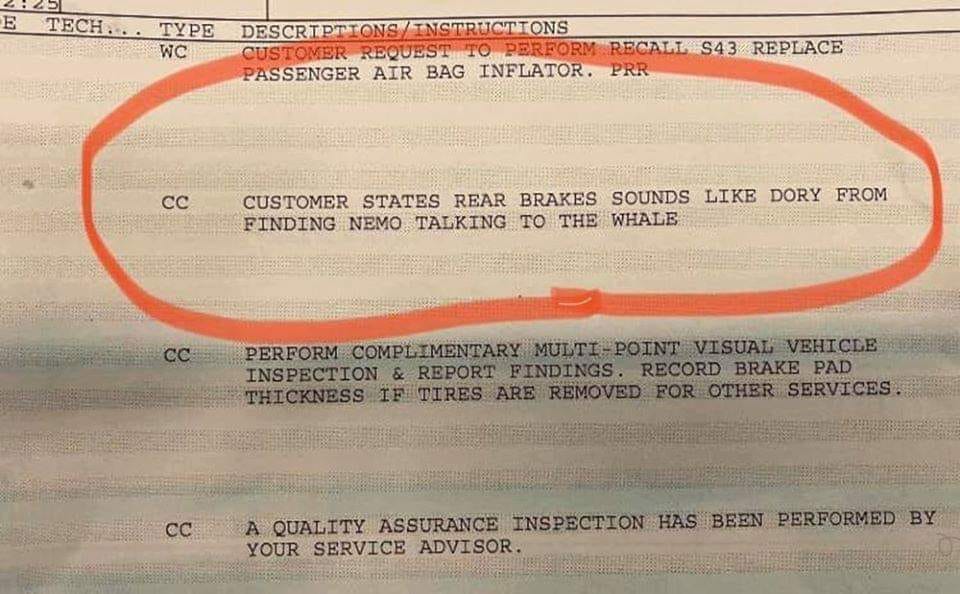 E TECH... TYPE DESCRIPTIONS/INSTRUCTIONS
WC CUSTOMER REQUEST TO PERFORM RECALL S43 REPLACE
PASSENGER AIR BAG INFLATOR. PRR
CC CUSTOMER STATES REAR BRAKES SOUNDS LIKE DORY FROM
FINDING NEMO TALKING TO THE WHALE
CC PERFORM COMPLIMENTARY MULTI-POINT VISUAL VEHICLE
INSPECTION & REPORT FINDINGS. RECORD BRAKE PAD
THICKNESS IF TIRES ARE REMOVED FOR OTHER SERVICES.
CC A QUALITY ASSURANCE INSPECTION HAS BEEN PERFORMED BY
YOUR SERVICE ADVISOR.